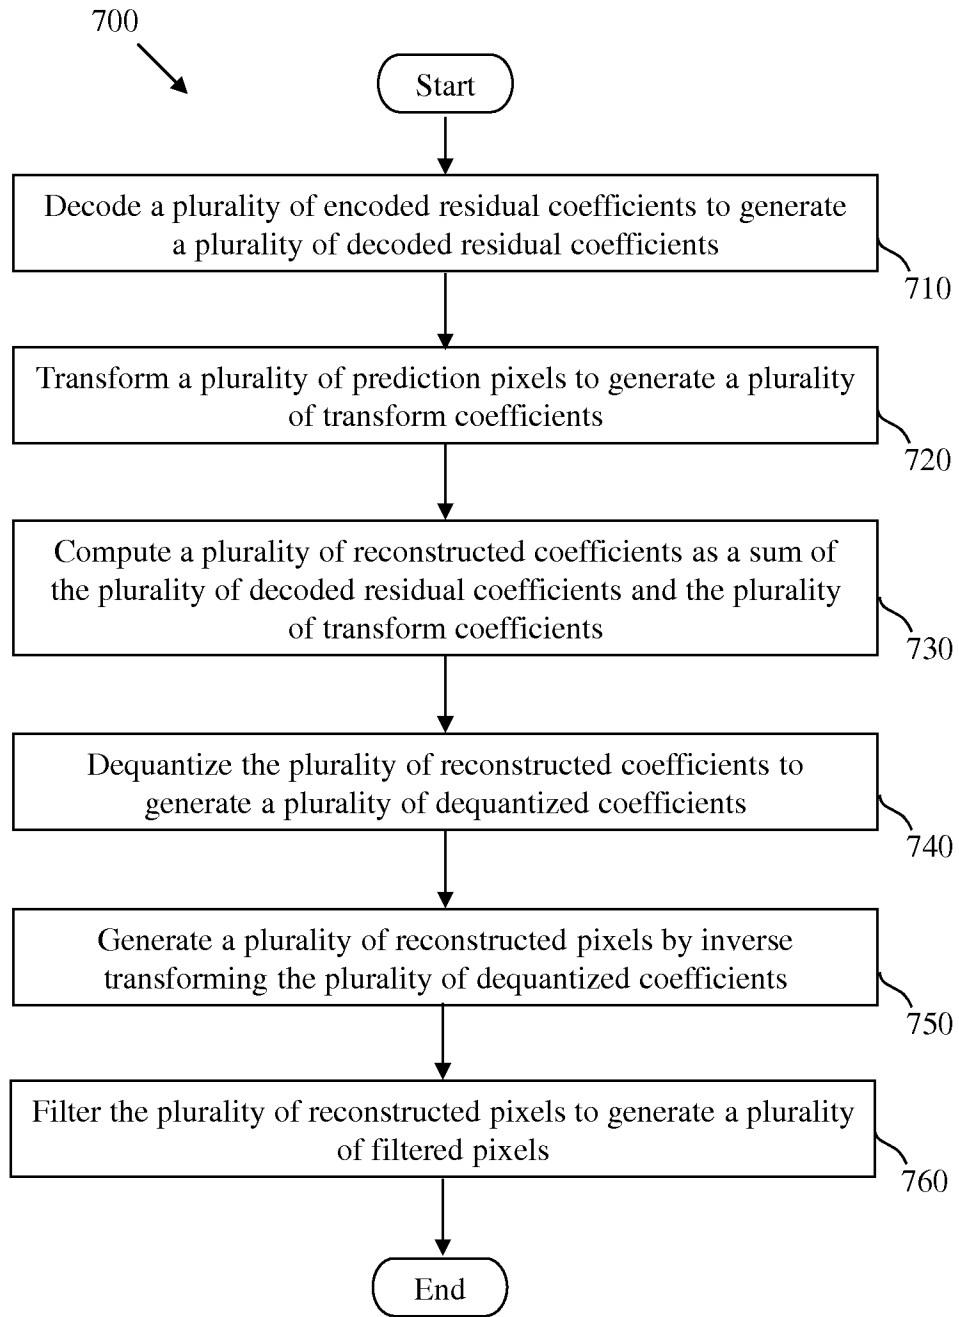 700
Start
Decode a plurality of encoded residual coefficients to generate
a plurality of decoded residual coefficients
710
Transform a plurality of prediction pixels to generate a plurality
of transform coefficients
720
Compute a plurality of reconstructed coefficients as a sum of
the plurality of decoded residual coefficients and the plurality
of transform coefficients
730
Dequantize the plurality of reconstructed coefficients to
generate a plurality of dequantized coefficients
740
Generate a plurality of reconstructed pixels by inverse
transforming the plurality of dequantized coefficients
750
Filter the plurality of reconstructed pixels to generate a plurality
of filtered pixels
760
End